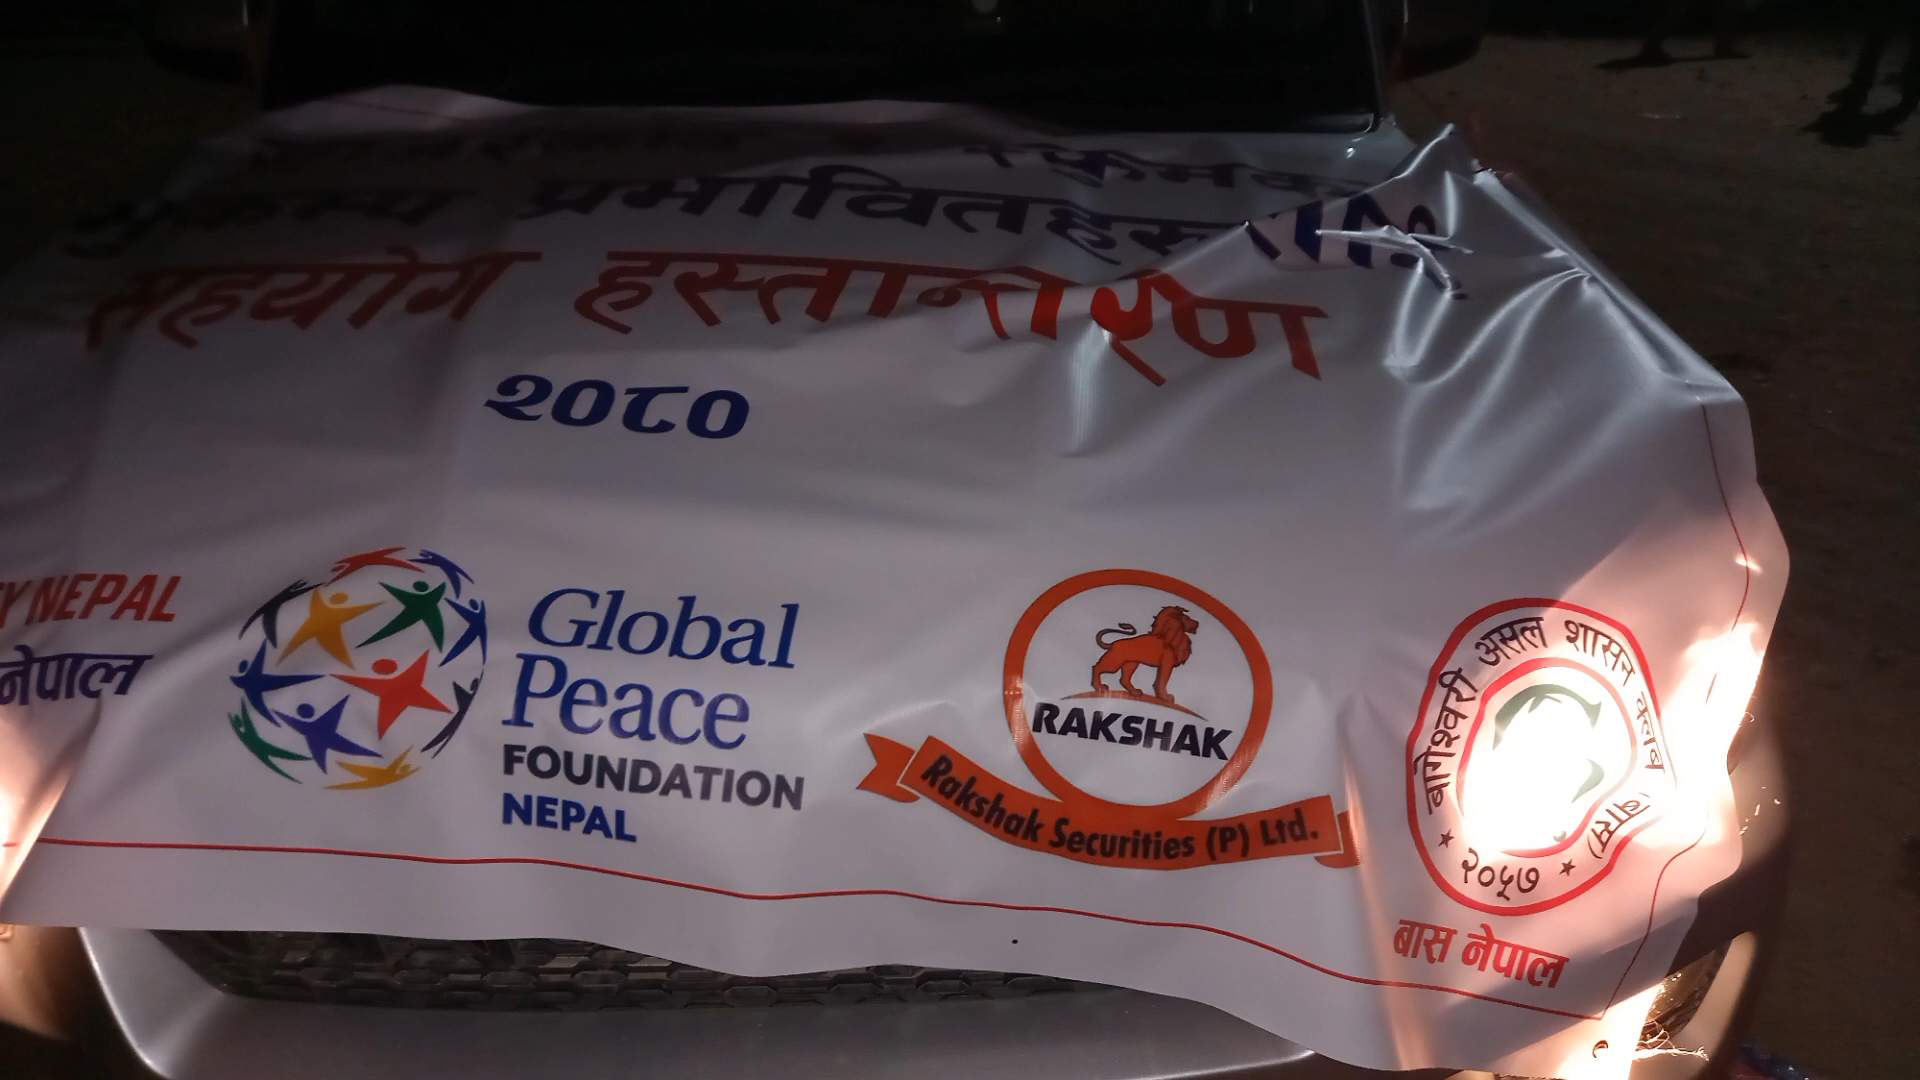 भूकम्प प्रभावितहरूलाई
सहयोग हस्तान्तरण
२०८०
Y NEPAL
नेपाल
Global
Peace
FOUNDATION
NEPAL
RAKSHAK
Rakshak Securities (P) Ltd.
बागेश्वरी असल शासन क्लब (बास)
★ २०५७ ★
बास नेपाल